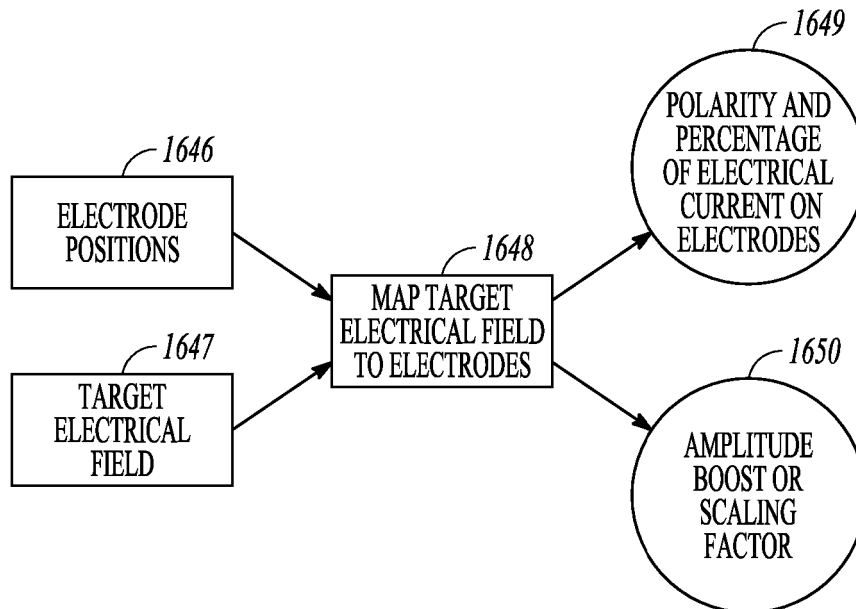 1646
ELECTRODE
POSITIONS
1647
TARGET
ELECTRICAL
FIELD
1648
MAP TARGET
ELECTRICAL FIELD
TO ELECTRODES
1649
POLARITY AND
PERCENTAGE
OF ELECTRICAL
CURRENT ON
ELECTRODES
1650
AMPLITUDE
BOOST OR
SCALING
FACTOR